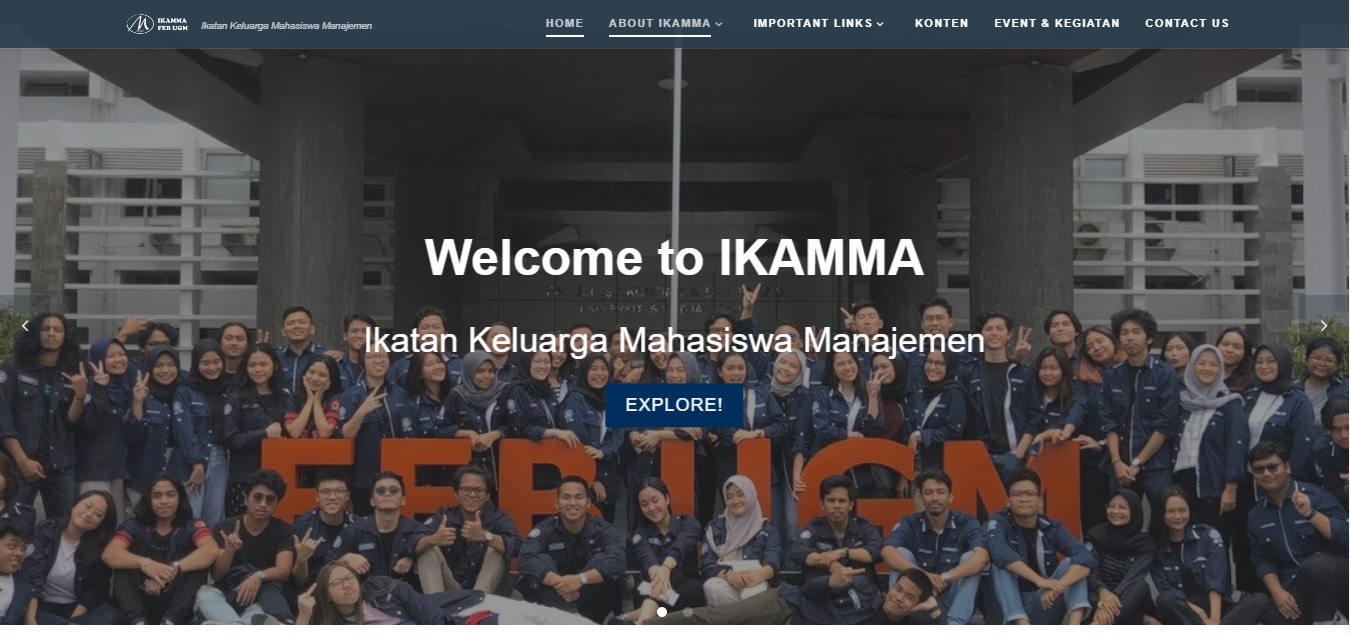 IKAMMA
FEB UGM
Ikatan Keluarga Mahasiswa Manajemen
HOME ABOUT IKAMMA IMPORTANT LINKS KONTEN EVENT & KEGIATAN CONTACT US
Welcome to IKAMMA
Ikatan Keluarga Mahasiswa Manajemen
EXPLORE!
FEB UGM